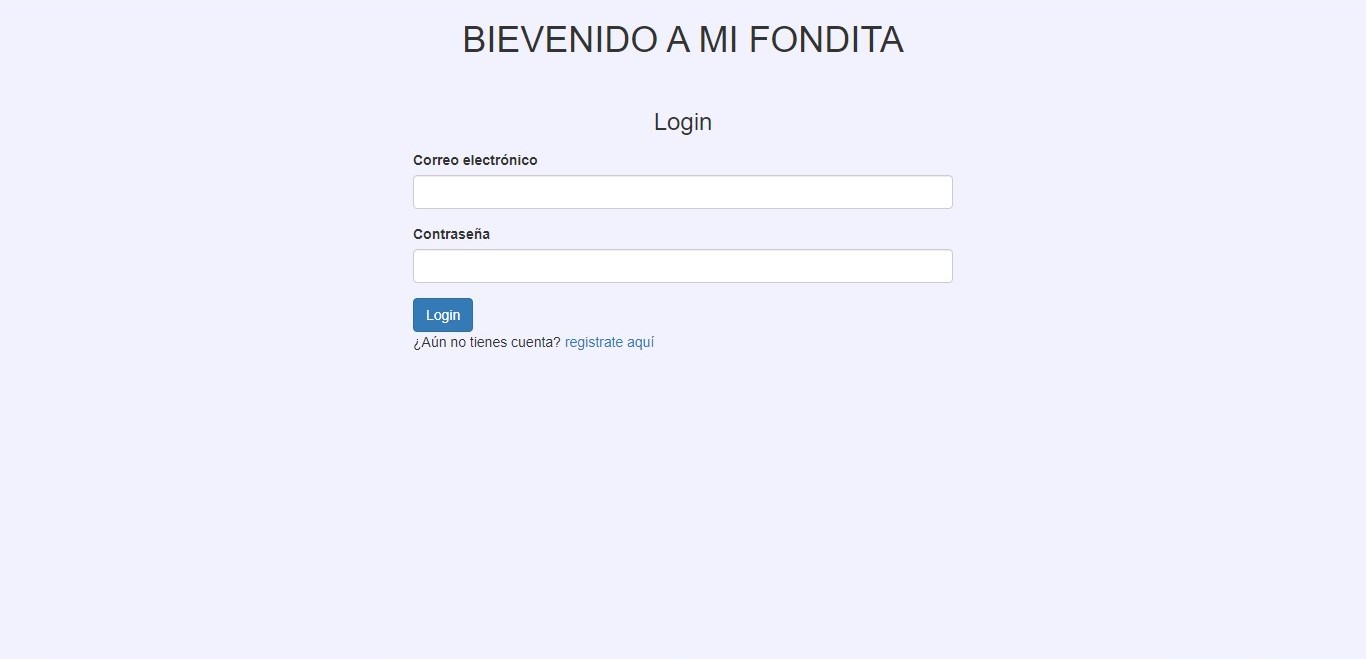 BIEVENIDO A MI FONDITA
Login
Correo electrónico
Contraseña
Login
¿Aún no tienes cuenta? registrate aquí